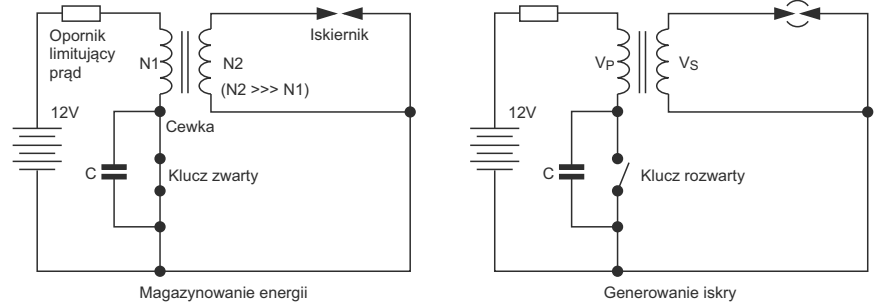 Opornik
limitujący
prąd
N1
N2
(N2 >>> N1)
Iskiernik
12V
Cewka
C
Klucz zwarty
Magazynowanie energii
VP
VS
12V
C
Klucz rozwarty
Generowanie iskry